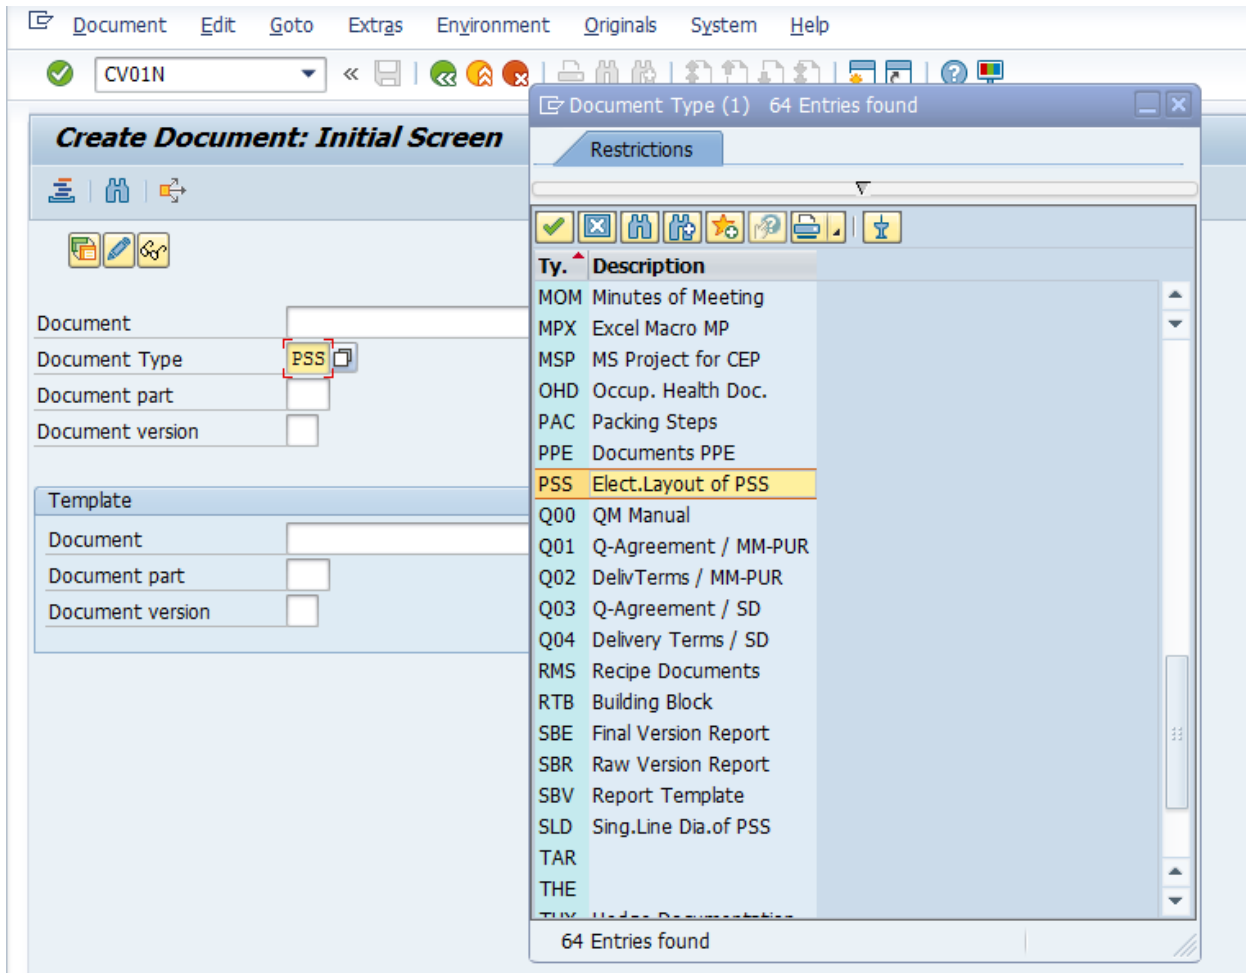 Document Edit Goto Extras Environment Originals System Help
CV01N
Document Type (1) 64 Entries found
Create Document: Initial Screen
Restrictions
Ty. Description
MOM Minutes of Meeting
Document
MPX Excel Macro MP
Document Type PSS
MSP MS Project for CEP
Document part
OHD Occup. Health Doc.
PAC Packing Steps
Document version
PPE Documents PPE
PSS Elect.Layout of PSS
Template
Q00 QM Manual
Document
Q01 Q-Agreement / MM-PUR
Document part
Q02 DelivTerms / MM-PUR
Document version
Q03 Q-Agreement / SD
Q04 Delivery Terms / SD
RMS Recipe Documents
RTB Building Block
SBE Final Version Report
SBR Raw Version Report
SBV Report Template
SLD Sing.Line Dia.of PSS
TAR
THE
64 Entries found